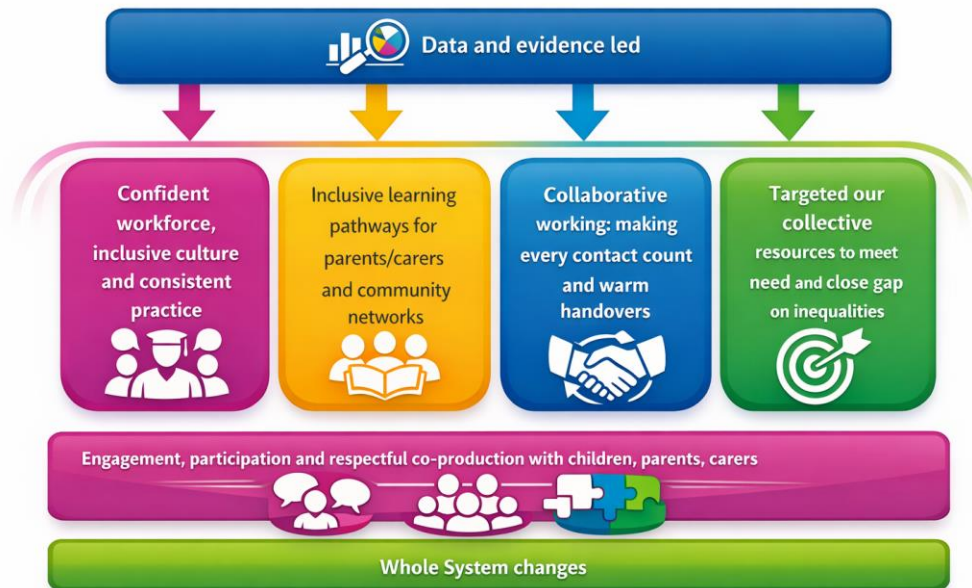 Data and evidence led
Confident
workforce,
inclusive culture
and consistent
practice
Inclusive learning
pathways for
parents/carers
and community
networks
Collaborative
working: making
every contact count
and warm
handovers
Targeted our
collective
resources to meet
need and close gap
on inequalities
Engagement, participation and respectful co-production with children, parents, carers
Whole System changes